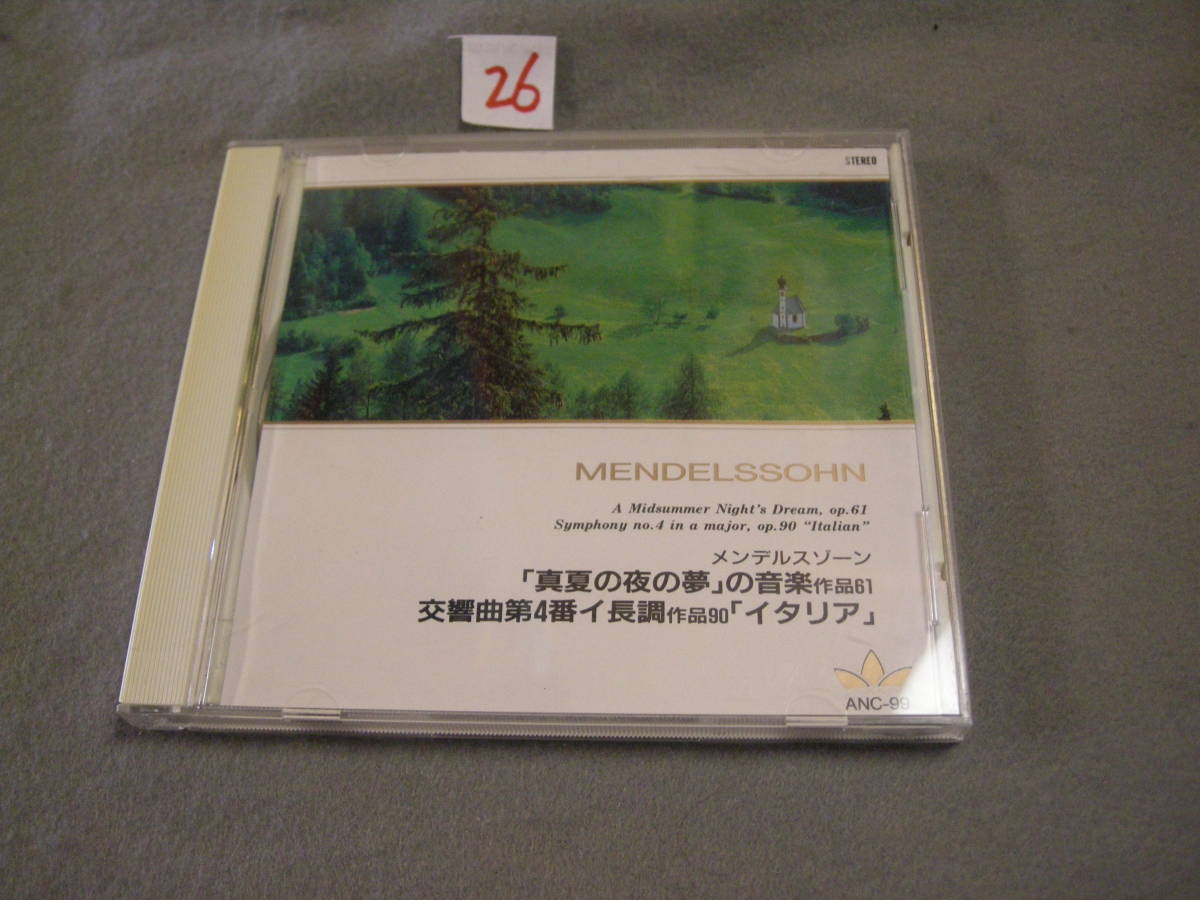 26
STEREO
MENDELSSOHN
A Midsummer Night's Dream, op.61
Symphony no.4 in a major, op.90 "Italian"
メンデルスゾーン
「真夏の夜の夢」の音楽作品61
交響曲第4番イ長調作品90「イタリア」
ANC-99